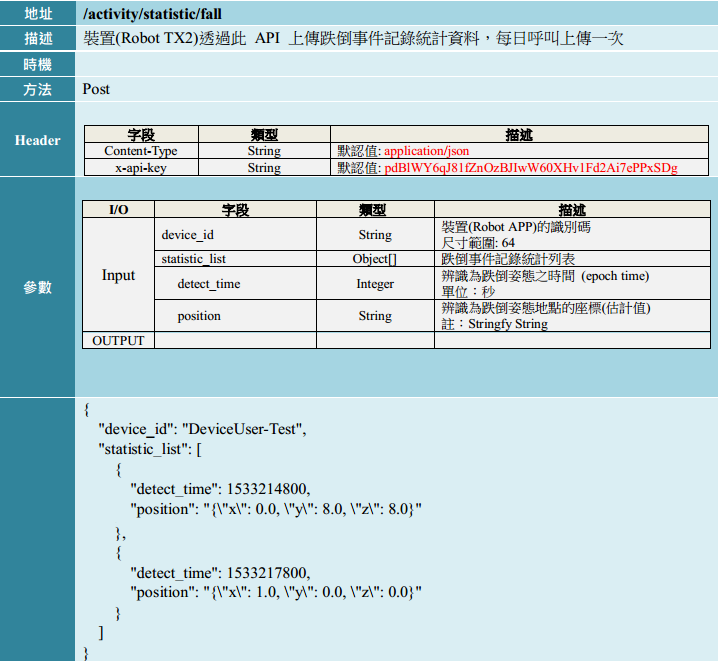 地址 /activity/statistic/fall
描述 裝置(Robot TX2)透過此 API 上傳跌倒事件記錄統計資料，每日呼叫上傳一次
時機
方法 Post
Header
字段 類型 描述
Content-Type String 默認值: application/json
x-api-key String 默認值: pdBlWY6qJ81fZnOzBJIwW60XHv1Fd2Ai7ePPxSDg
參數
I/O 字段 類型 描述
Input
device_id String 裝置(Robot APP)的識別碼
尺寸範圍: 64
statistic_list Object[] 跌倒事件記錄統計列表
detect_time Integer 辨識為跌倒姿態之時間 (epoch time)
單位：秒
position String 辨識為跌倒姿態地點的座標(估計值)
註：Stringfy String
OUTPUT
{
"device_id": "DeviceUser-Test",
"statistic_list": [
{
"detect_time": 1533214800,
"position": "{\"x\": 0.0, \"y\": 8.0, \"z\": 8.0}"
},
{
"detect_time": 1533217800,
"position": "{\"x\": 1.0, \"y\": 0.0, \"z\": 0.0}"
}
]
}